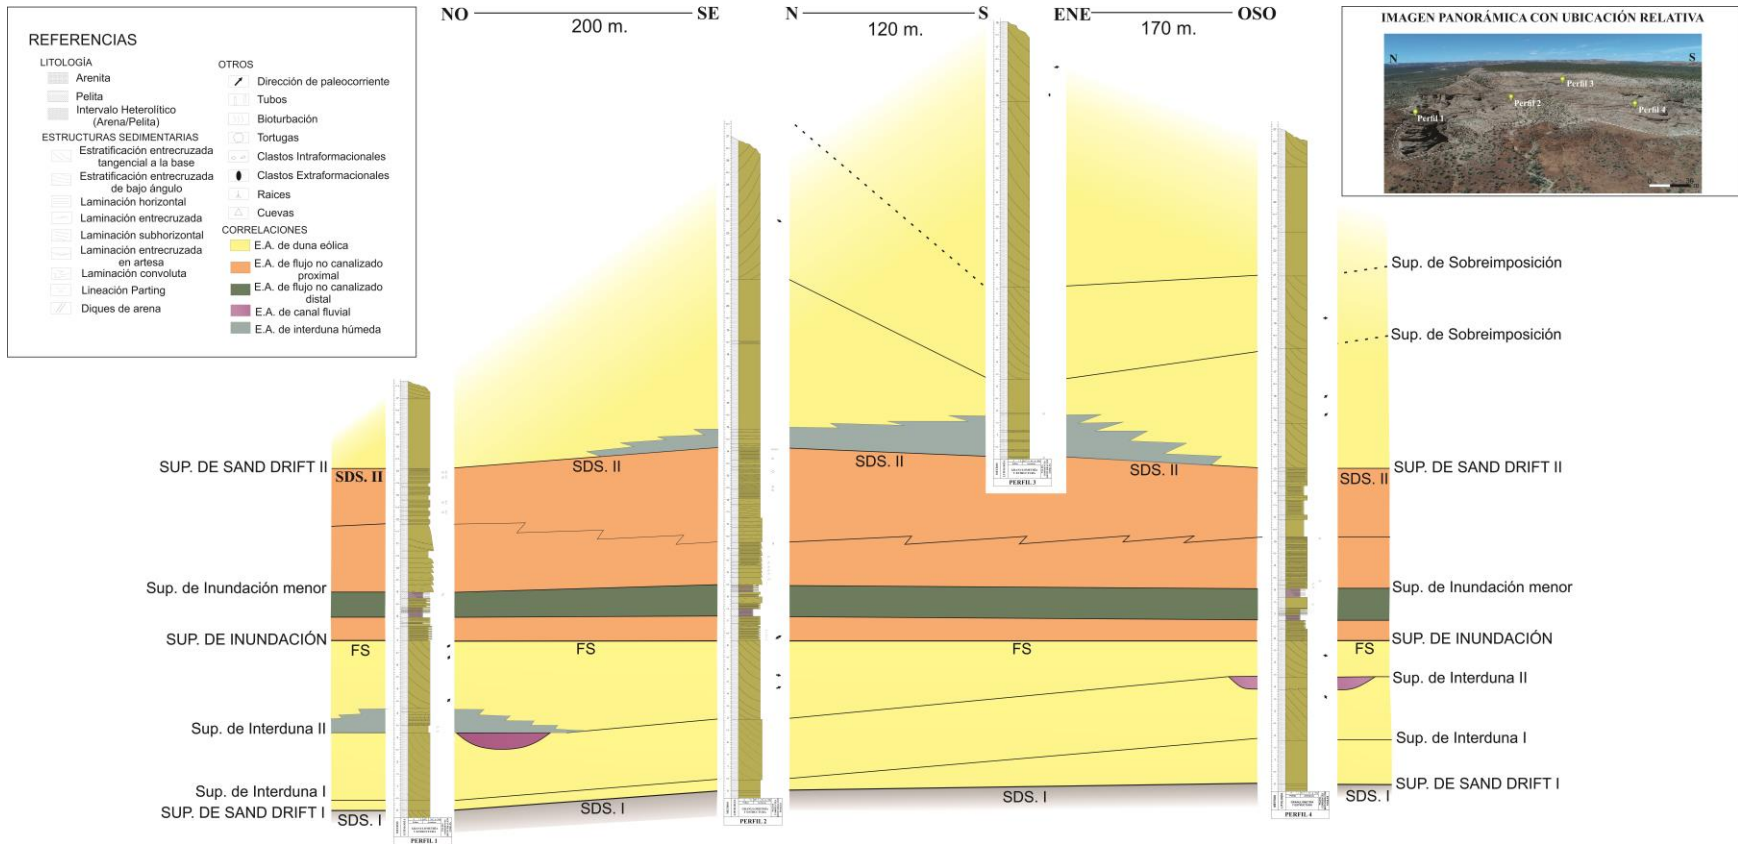 NO SE N S ENE OSO
200 m. 120 m. 170 m.
REFERENCIAS
LITOLOGÍA
Arenita
Pelita
Intervalo Heterolítico
(Arena/Pelita)
ESTRUCTURAS SEDIMENTARIAS
Estratificación entrecruzada
tangencial a la base
Estratificación entrecruzada
de bajo ángulo
Laminación horizontal
Laminación entrecruzada
Laminación subhorizontal
Laminación entrecruzada
en artesa
Laminación convoluta
Lineación Parting
Diques de arena
OTROS
Dirección de paleocorriente
Tubos
Bioturbación
Tortugas
Clastos Intraformacionales
Clastos Extraformacionales
Raices
Cuevas
CORRELACIONES
E.A. de duna eólica
E.A. de flujo no canalizado
proximal
E.A. de flujo no canalizado
distal
E.A. de canal fluvial
E.A. de interduna húmeda
IMAGEN PANORÁMICA CON UBICACIÓN RELATIVA
N S
Perfil 1
Perfil 2
Perfil 3
Perfil 4
Sup. de Sobreimposición
Sup. de Sobreimposición
SUP. DE SAND DRIFT II
SDS. II
SDS. II
SDS. II
SDS. II
SDS. II
SUP. DE SAND DRIFT II
PERFIL 3
Sup. de Inundación menor
Sup. de Inundación menor
SUP. DE INUNDACIÓN
FS
FS
FS
FS
SUP. DE INUNDACIÓN
Sup. de Interduna II
Sup. de Interduna II
Sup. de Interduna I
Sup. de Interduna I
SUP. DE SAND DRIFT I
SDS. I
SDS. I
SDS. I
SDS. I
SUP. DE SAND DRIFT I
PERFIL 1
PERFIL 2
PERFIL 4